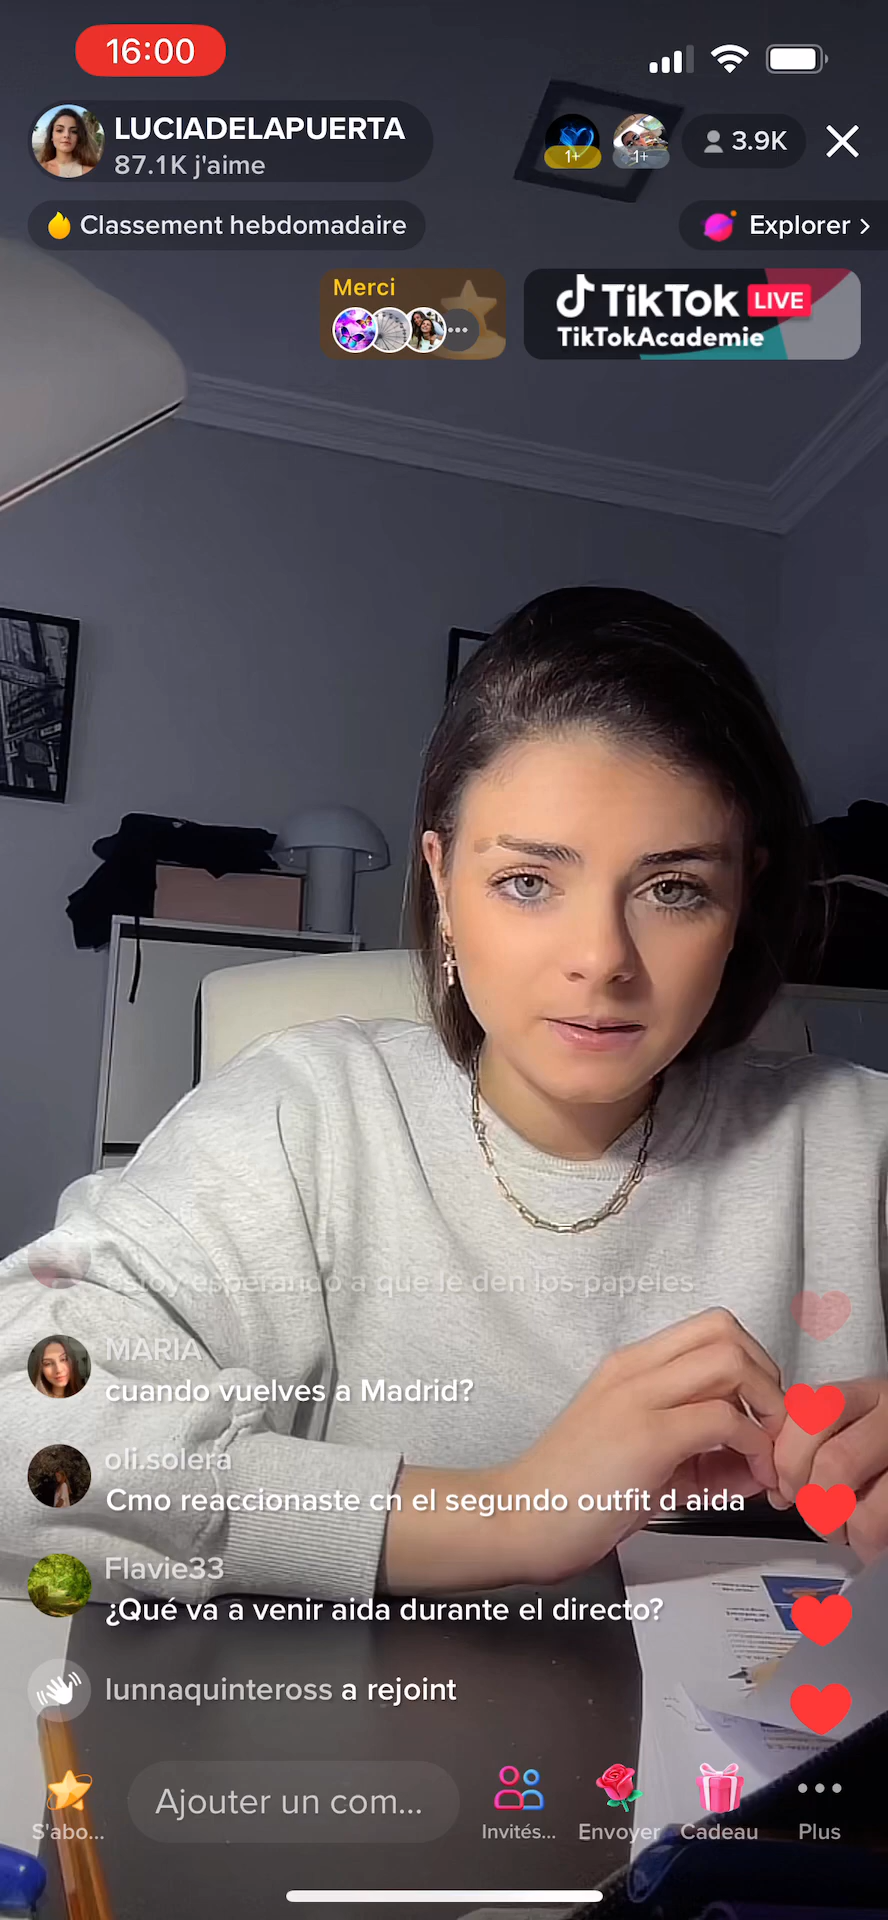 16:00
LUCIADELAPUERTA
87.1K j'aime
1+
1+
3.9K
Classement hebdomadaire
Explorer >
Merci
TikTok LIVE
TikTokAcademie
estoy esperando a que le den los papeles
MARIA
cuando vuelves a Madrid?
oli.solera
Cmo reaccionaste cn el segundo outfit d aida
Flavie33
¿Qué va a venir aida durante el directo?
lunnaquinteross a rejoint
Ajouter un com...
S'abo...
Invités...
Envoyer
Cadeau
Plus